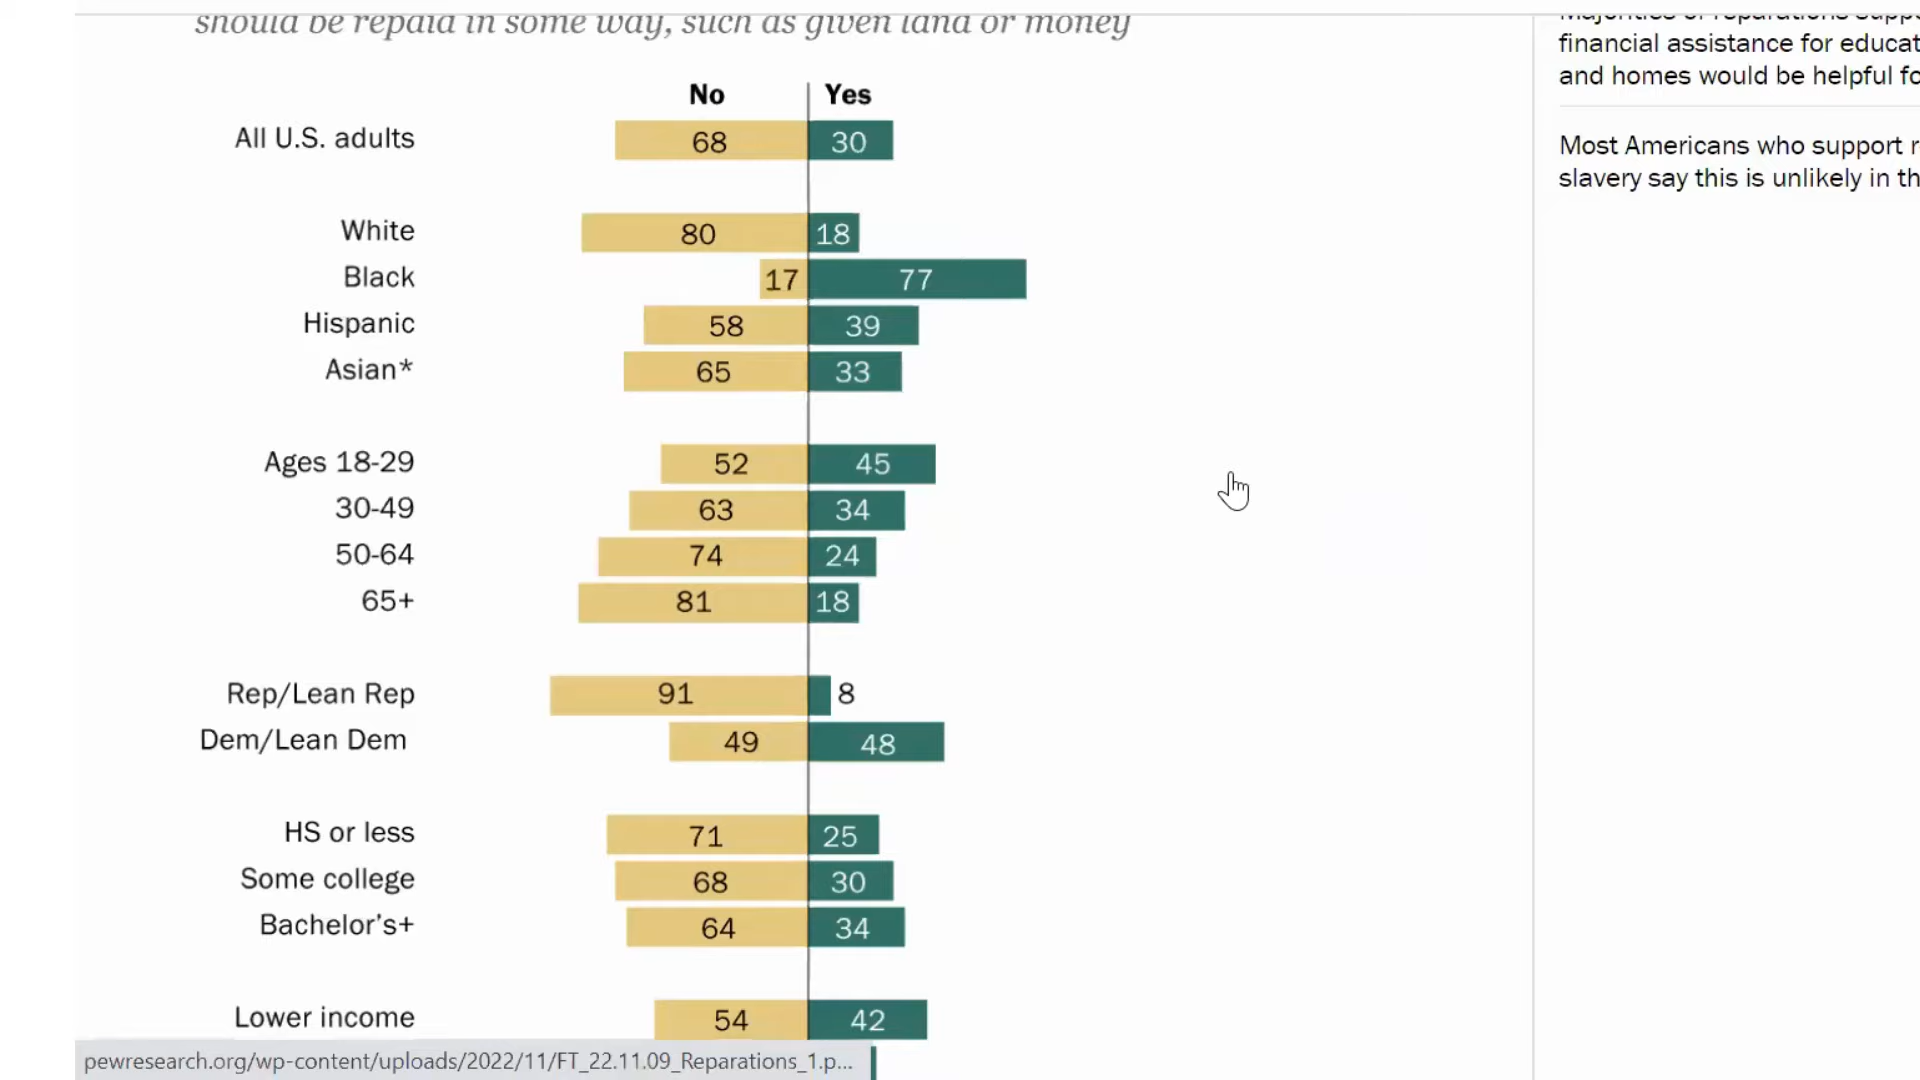 should be repaid in some way, such as given land or money
No Yes
All U.S. adults 68 30
White 80 18
Black 17 77
Hispanic 58 39
Asian* 65 33
Ages 18-29 52 45
30-49 63 34
50-64 74 24
65+ 81 18
Rep/Lean Rep 91 8
Dem/Lean Dem 49 48
HS or less 71 25
Some college 68 30
Bachelor's+ 64 34
Lower income 54 42
pewresearch.org/wp-content/uploads/2022/11/FT_22.11.09_Reparations_1.p...
Majorities of reparations supp
financial assistance for educat
and homes would be helpful fo
Most Americans who support r
slavery say this is unlikely in th